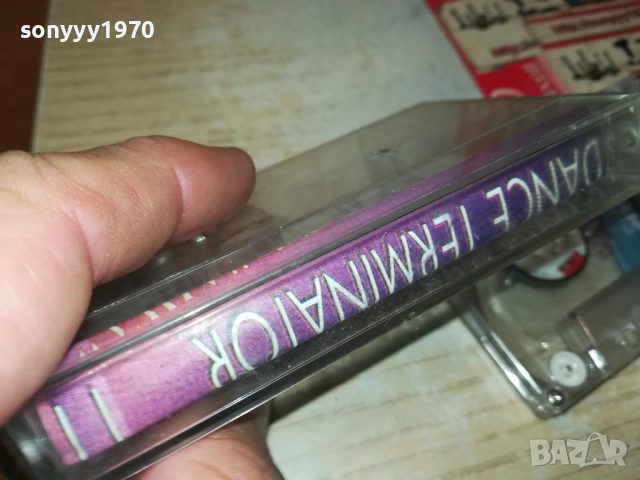 sonyyy1970
DANCE TERMINATOR II
BAZAR